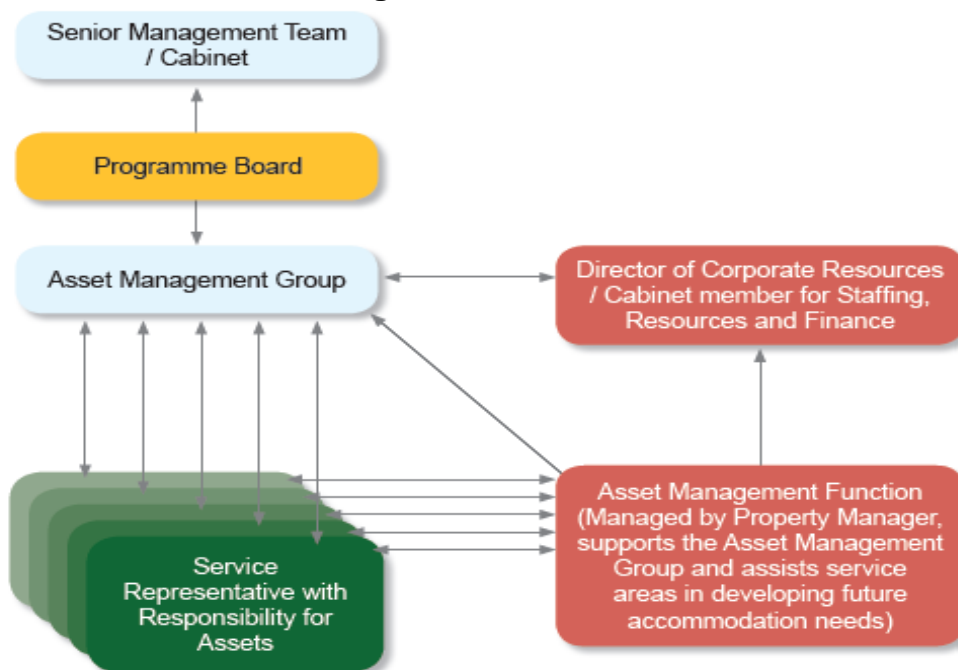 Senior Management Team
/ Cabinet
Programme Board
Asset Management Group
Director of Corporate Resources
/ Cabinet member for Staffing,
Resources and Finance
Service
Representative with
Responsibility for
Assets
Asset Management Function
(Managed by Property Manager,
supports the Asset Management
Group and assists service
areas in developing future
accommodation needs)